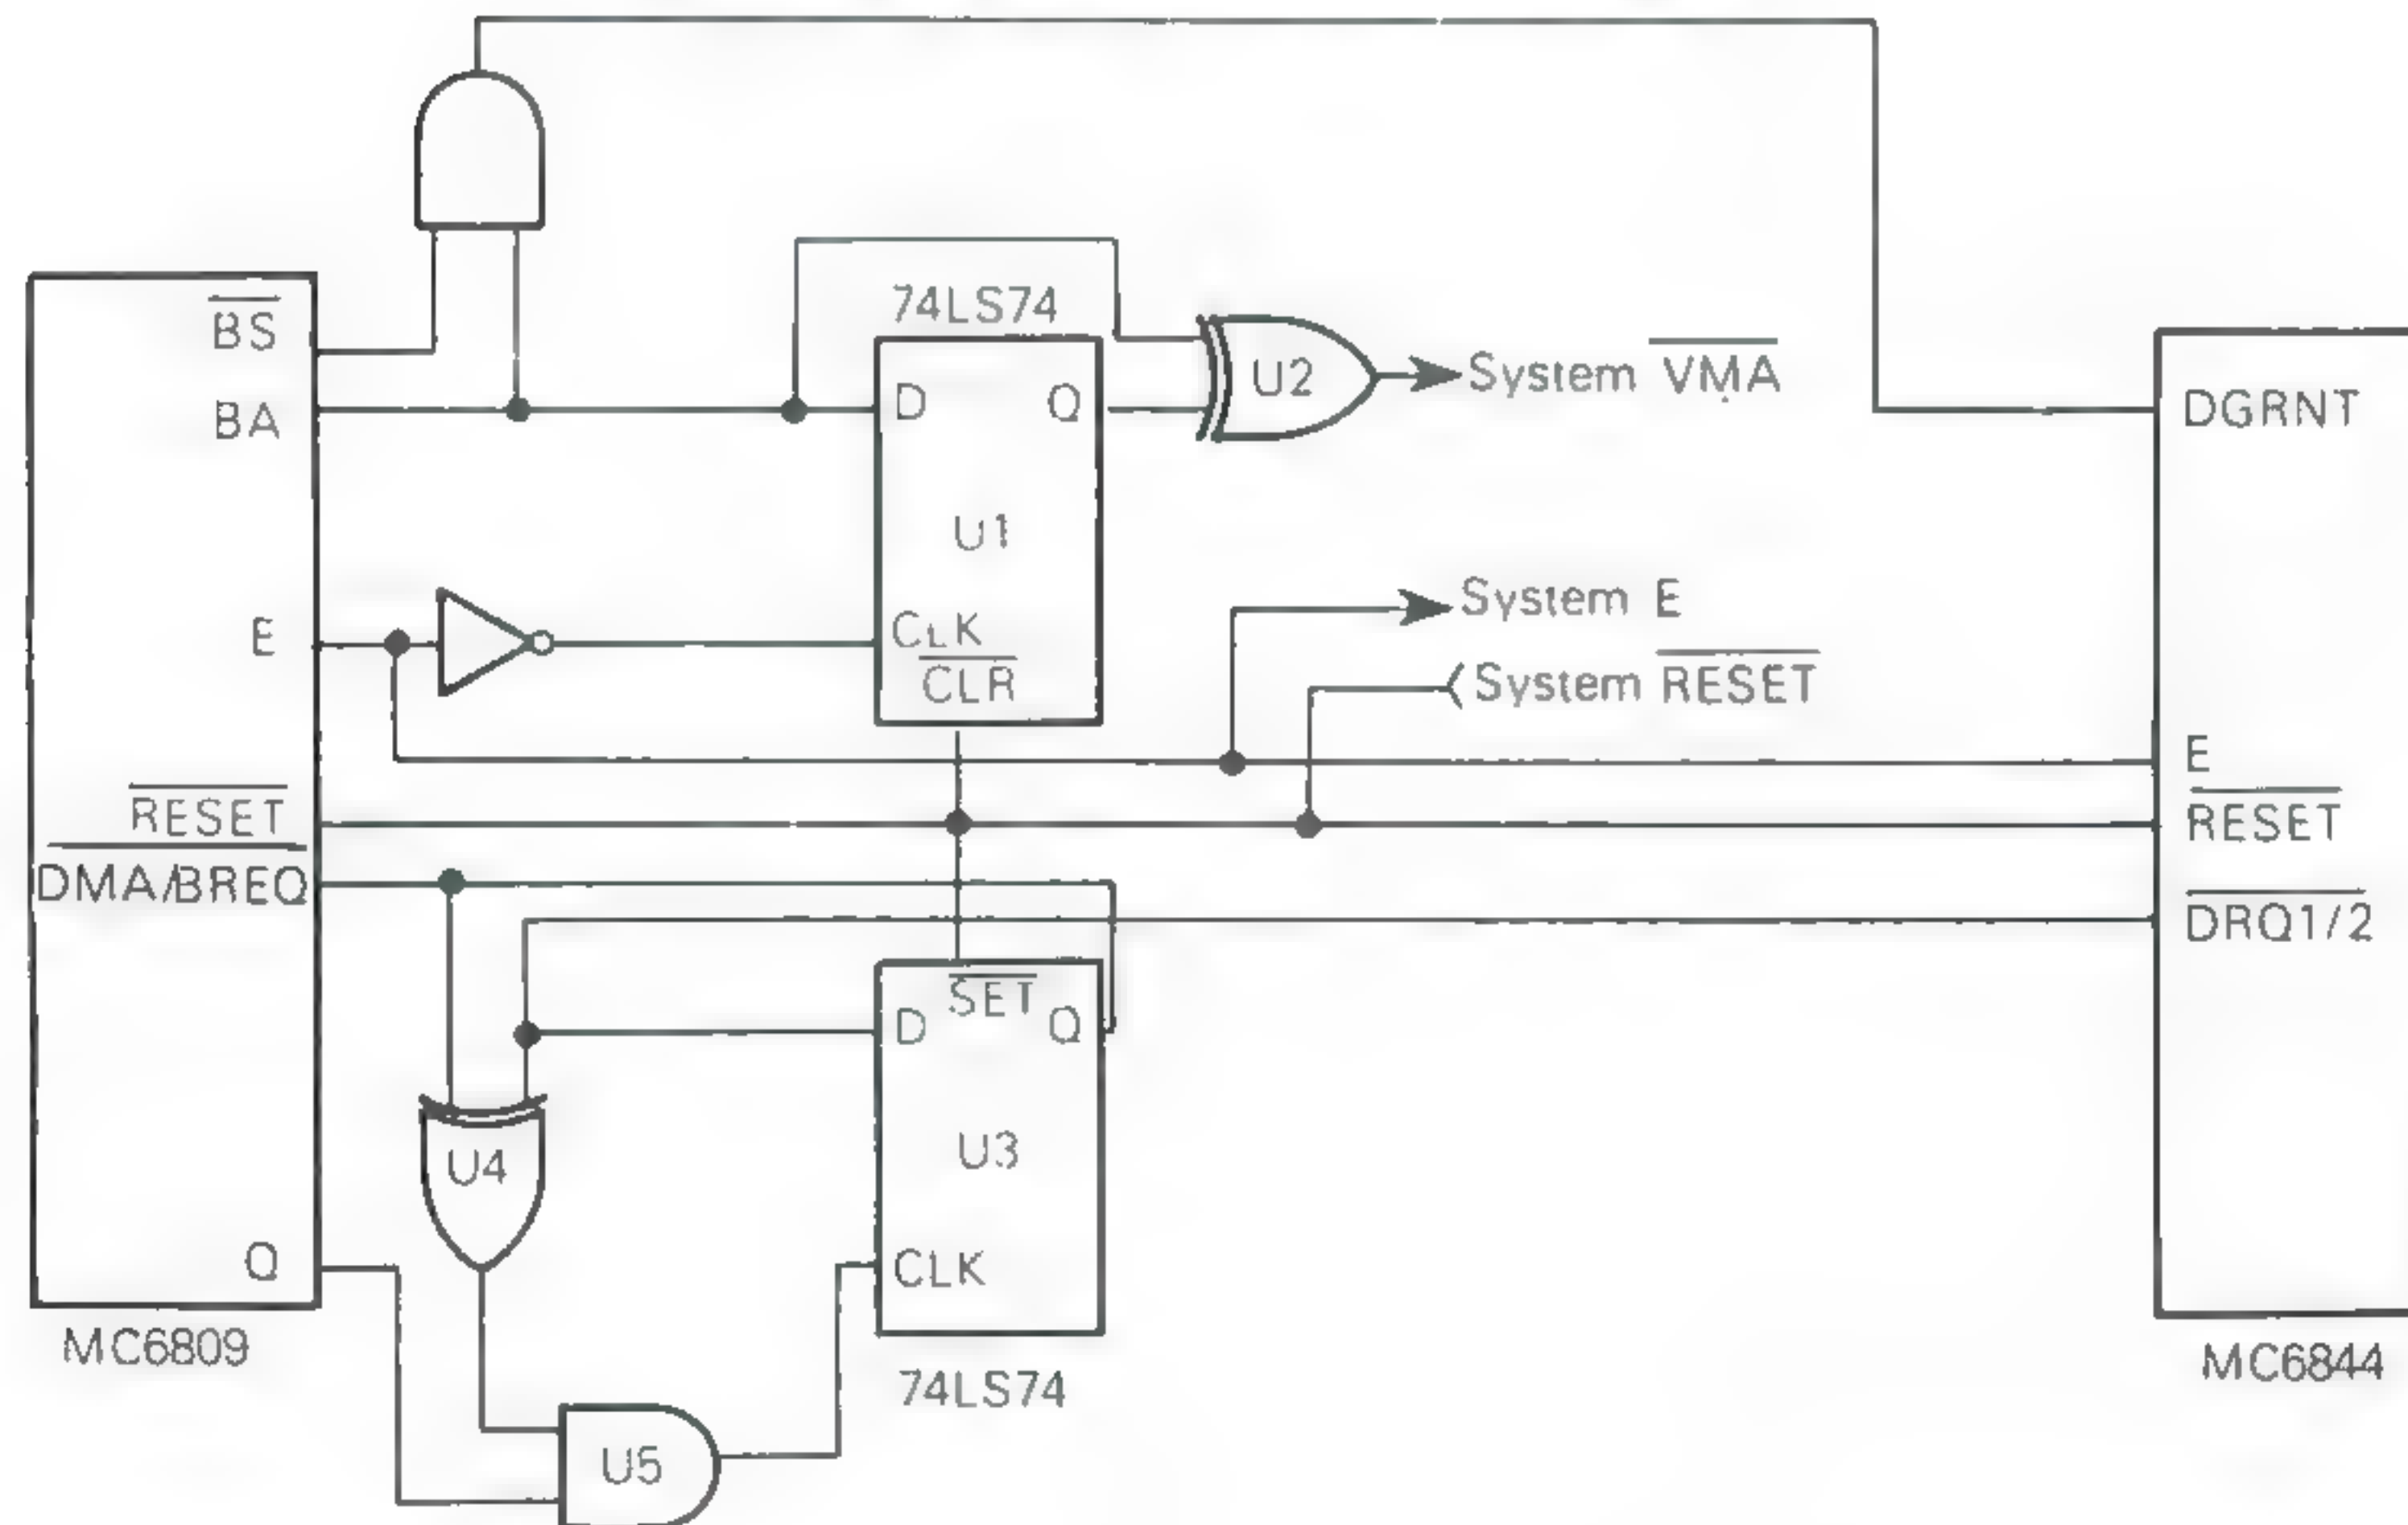 BS
BA
E
RESET
DMA/BREQ
Q
MC6809
74LS74
D
Q
U1
CLK
CLR
U2
System VMA
System E
System RESET
SET
D
Q
U3
CLK
74LS74
U4
U5
DGRNT
E
RESET
DRQ1/2
MC6844